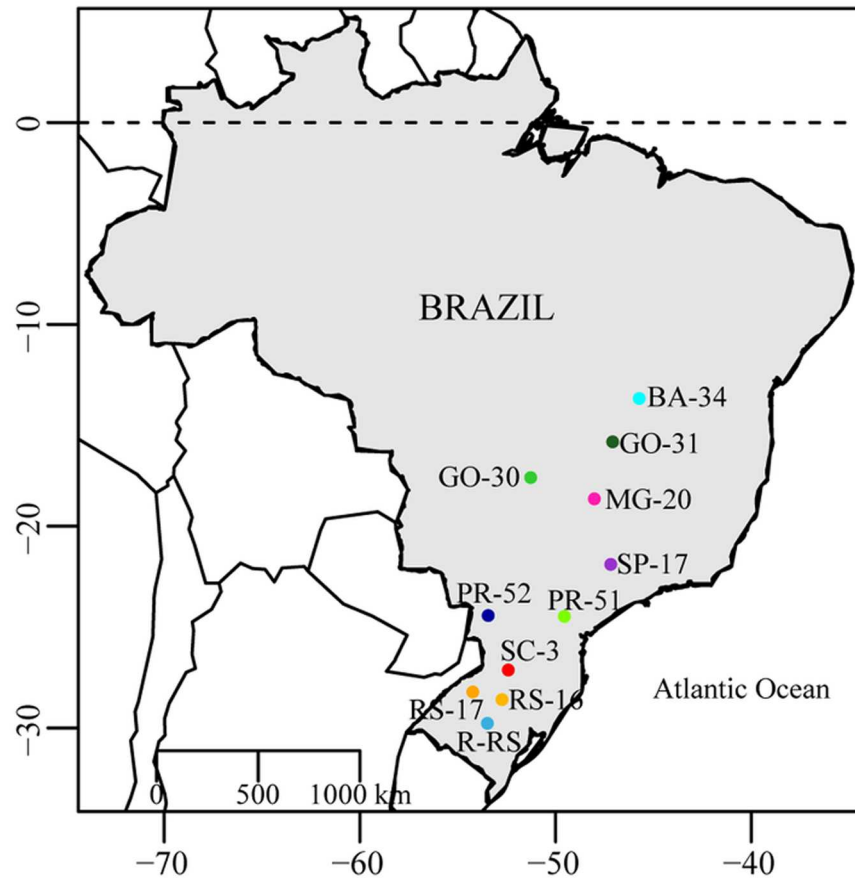 0
−10
−20
−30
BRAZIL
BA-34
GO-31
GO-30
MG-20
SP-17
PR-52
PR-51
SC-3
Atlantic Ocean
RS-17
RS-16
R-RS
0 500 1000 km
−70 −60 −50 −40